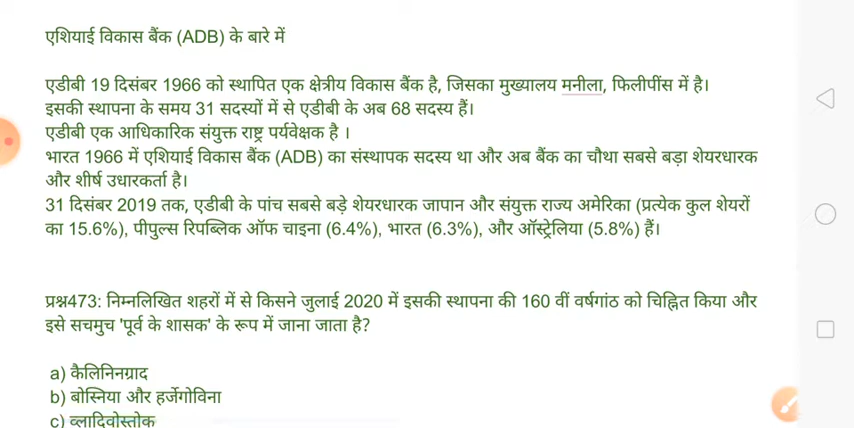 एशियाई विकास बैंक (ADB) के बारे में
एडीबी 19 दिसंबर 1966 को स्थापित एक क्षेत्रीय विकास बैंक है, जिसका मुख्यालय मनीला, फिलीपींस में है।
इसकी स्थापना के समय 31 सदस्यों में से एडीबी के अब 68 सदस्य हैं।
एडीबी एक आधिकारिक संयुक्त राष्ट्र पर्यवेक्षक है ।
भारत 1966 में एशियाई विकास बैंक (ADB) का संस्थापक सदस्य था और अब बैंक का चौथा सबसे बड़ा शेयरधारक
और शीर्ष उधारकर्ता है।
31 दिसंबर 2019 तक, एडीबी के पांच सबसे बड़े शेयरधारक जापान और संयुक्त राज्य अमेरिका (प्रत्येक कुल शेयरों
का 15.6%), पीपुल्स रिपब्लिक ऑफ चाइना (6.4%), भारत (6.3%), और ऑस्ट्रेलिया (5.8%) हैं।
प्रश्न473: निम्नलिखित शहरों में से किसने जुलाई 2020 में इसकी स्थापना की 160 वीं वर्षगांठ को चिह्नित किया और
इसे सचमुच 'पूर्व के शासक' के रूप में जाना जाता है?
a) कैलिनिनग्राद
b) बोस्निया और हर्जेगोविना
c) व्लादिवोस्तोक